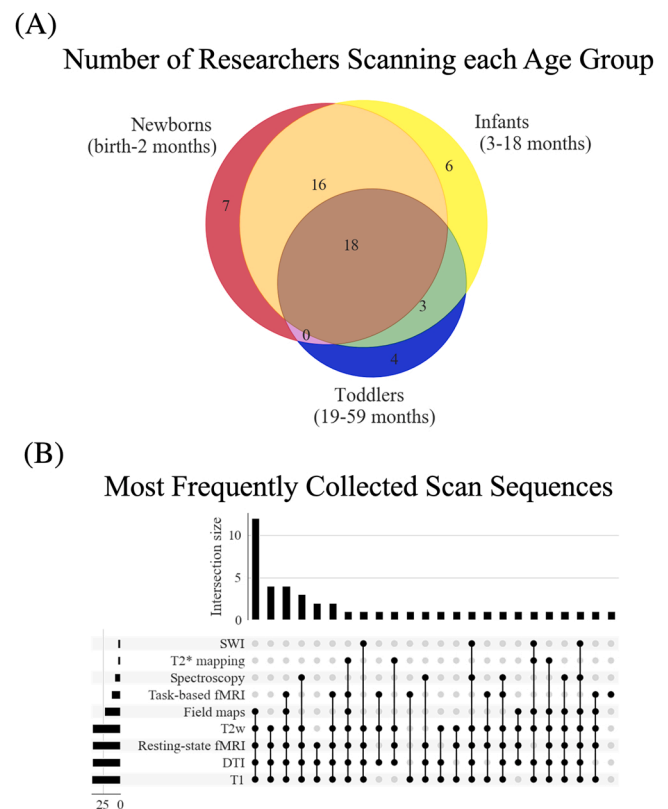 (A)
Number of Researchers Scanning each Age Group
Newborns
(birth-2 months)
Infants
(3-18 months)
6
16
7
18
3
0
4
Toddlers
(19-59 months)
(B)
Most Frequently Collected Scan Sequences
Intersection size
10
5
0
SWI
T2* mapping
Spectroscopy
Task-based fMRI
Field maps
T2w
Resting-state fMRI
DTI
T1
25 0